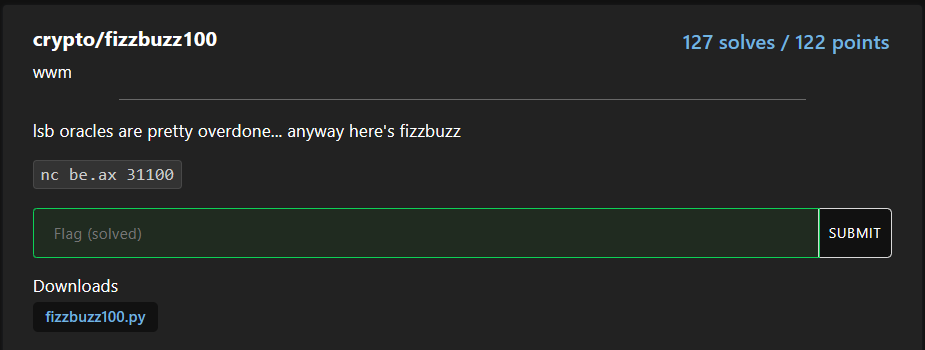 crypto/fizzbuzz100
127 solves / 122 points
wwm
lsb oracles are pretty overdone... anyway here's fizzbuzz
nc be.ax 31100
Flag (solved)
SUBMIT
Downloads
fizzbuzz100.py